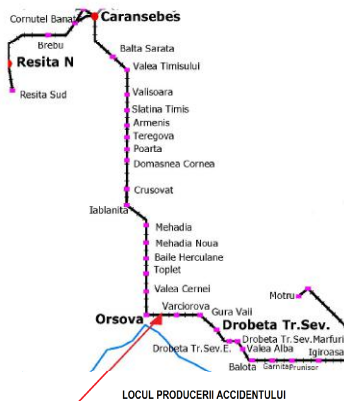 Cornutel Banat
Caransebes
Brebu
Balta Sarata
Resita N
Valea Timisului
Resita Sud
Valisoara
Slatina Timis
Armenis
Teregova
Poarta
Domasnea Cornea
Crusovat
Iablanita
Mehadia
Mehadia Noua
Baile Herculane
Toplet
Valea Cernei
Motru
Varciorova
Orsova
Gura Vaii
Drobeta Tr.Sev.
Drobeta Tr.Sev.Marfuri
Drobeta Tr.Sev.E.
Valea Alba
Igiroasa
Balota
Garnita
Prunisor
LOCUL PRODUCERII ACCIDENTULUI